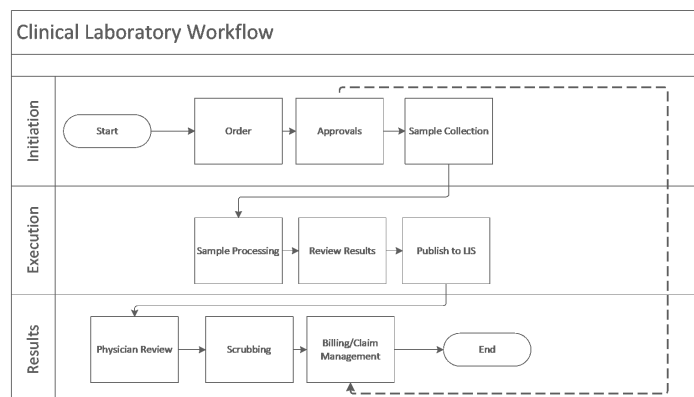 Clinical Laboratory Workflow
Initiation
Start
Order
Approvals
Sample Collection
Execution
Sample Processing
Review Results
Publish to LIS
Results
Physician Review
Scrubbing
Billing/Claim
Management
End